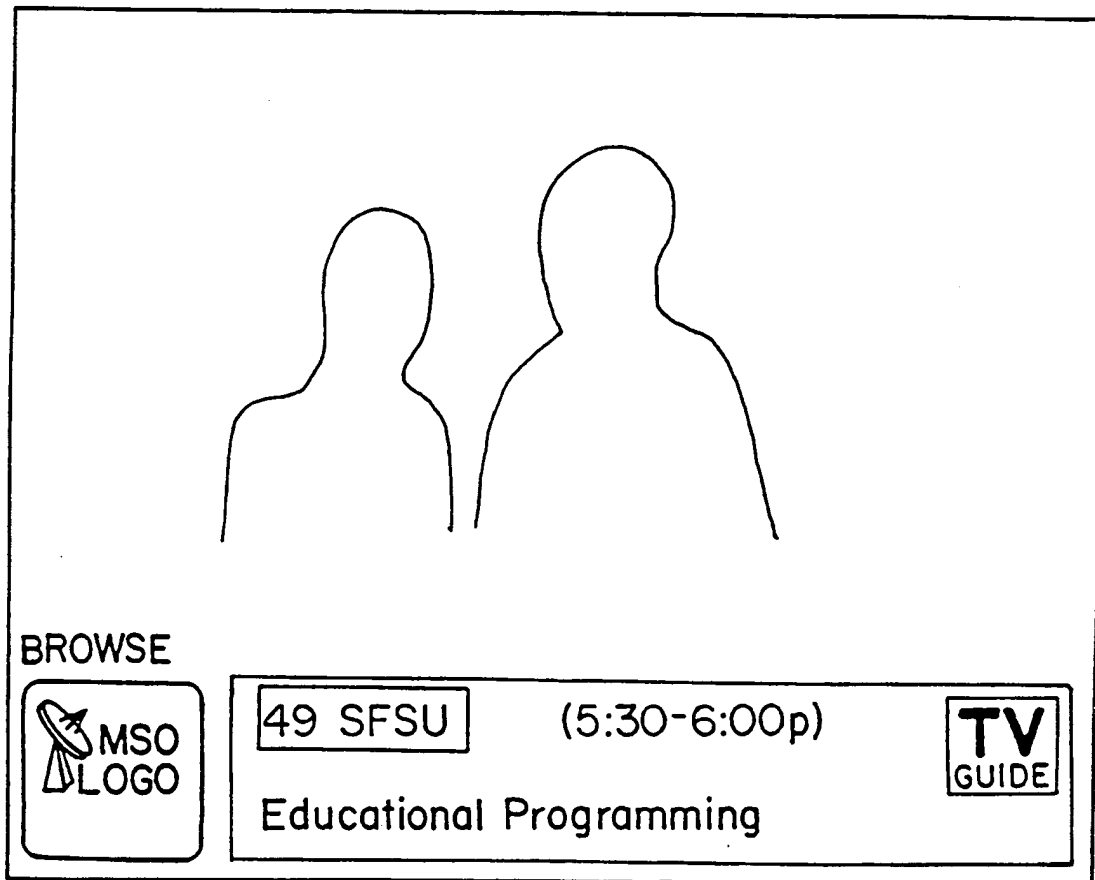 BROWSE
MSO
LOGO
49 SFSU (5:30-6:00p)
Educational Programming
TV
GUIDE